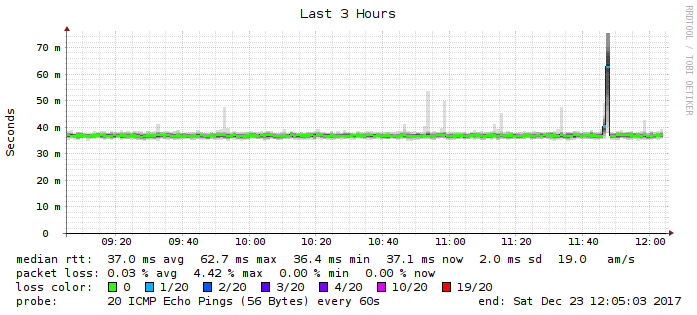 Last 3 Hours
RRDTOOL / TOBI OETIKER
Seconds
70 m
60 m
50 m
40 m
30 m
20 m
10 m
0
09:20 09:40 10:00 10:20 10:40 11:00 11:20 11:40 12:00
median rtt: 37.0 ms avg 62.7 ms max 36.4 ms min 37.1 ms now 2.0 ms sd 19.0 am/s
packet loss: 0.03 % avg 4.42 % max 0.00 % min 0.00 % now
loss color: 0 1/20 2/20 3/20 4/20 10/20 19/20
probe: 20 ICMP Echo Pings (56 Bytes) every 60s end: Sat Dec 23 12:05:03 2017